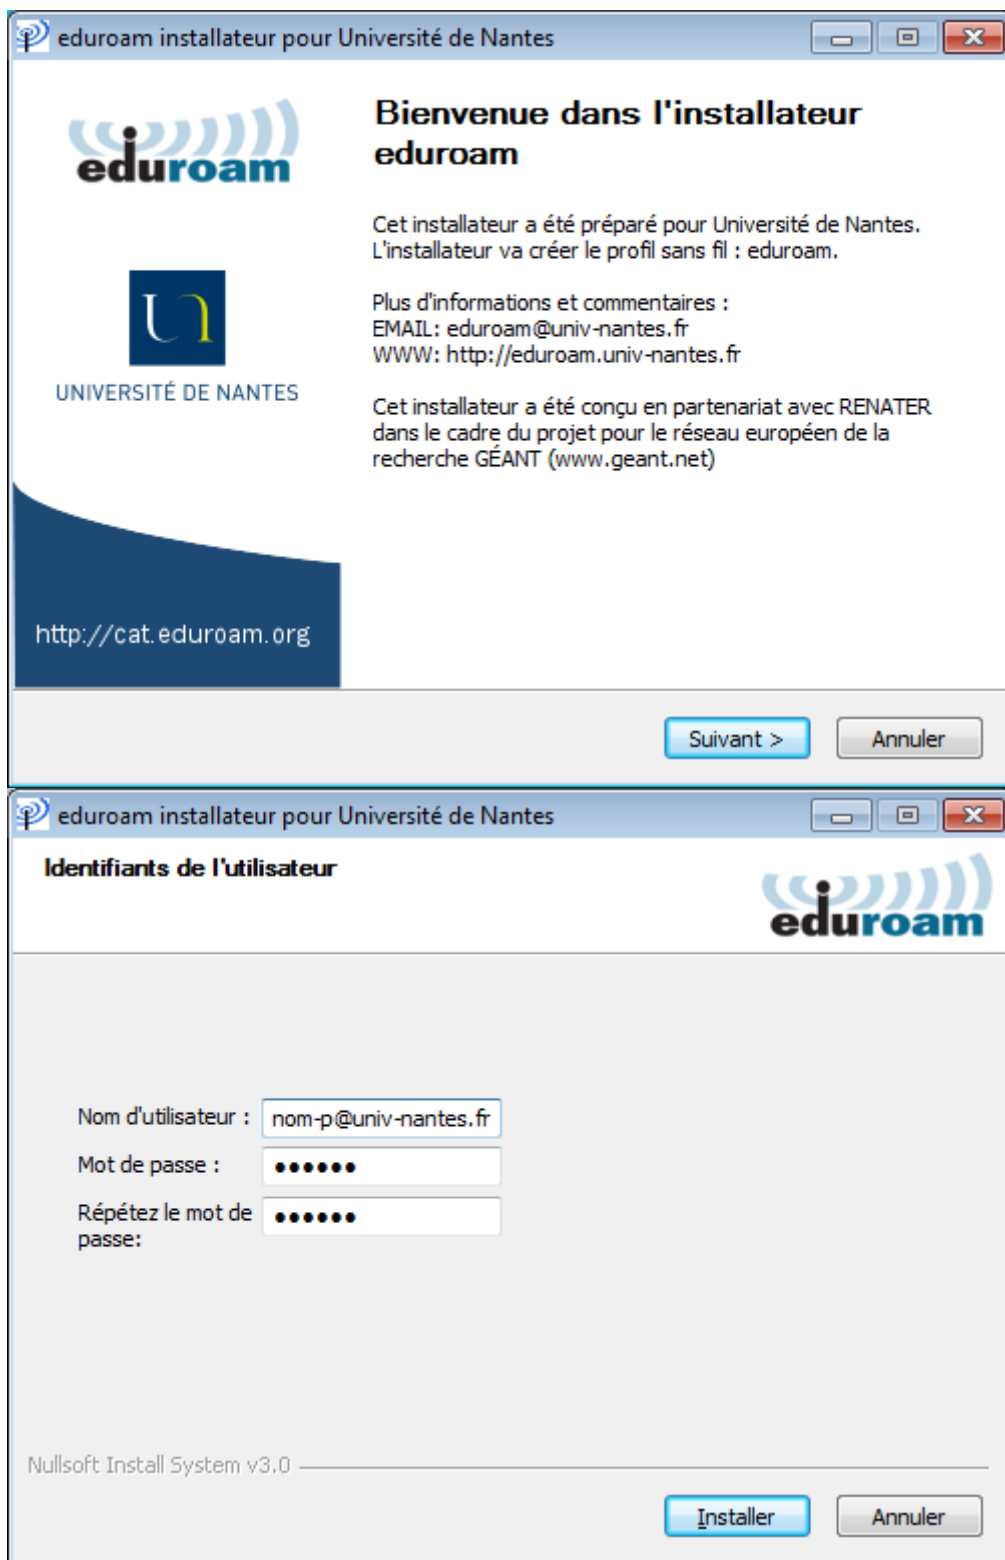 eduroam installateur pour Université de Nantes
eduroam
Bienvenue dans l'installateur
eduroam
Cet installateur a été préparé pour Université de Nantes.
L'installateur va créer le profil sans fil : eduroam.
Plus d'informations et commentaires :
EMAIL: eduroam@univ-nantes.fr
WWW: http://eduroam.univ-nantes.fr
UNIVERSITÉ DE NANTES
Cet installateur a été conçu en partenariat avec RENATER
dans le cadre du projet pour le réseau européen de la
recherche GÉANT (www.geant.net)
http://cat.eduroam.org
Suivant >
Annuler
eduroam installateur pour Université de Nantes
Identifiants de l'utilisateur
eduroam
Nom d'utilisateur : nom-p@univ-nantes.fr
Mot de passe : ●●●●●●
Répétez le mot de ●●●●●●
passe:
Nullsoft Install System v3.0
Installer
Annuler